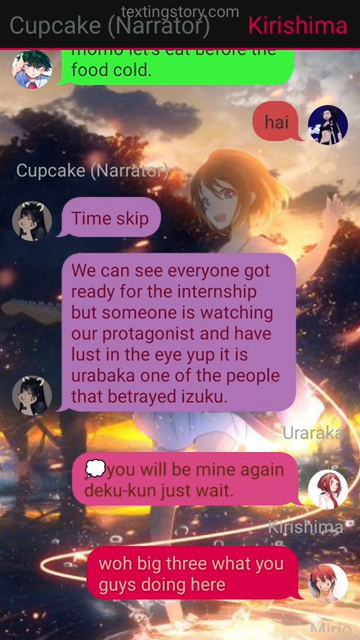 textingstory.com
Cupcake (Narrator) Kirishima
momo let's eat before the
food cold.
hai
Cupcake (Narrator)
Time skip
We can see everyone got
ready for the internship
but someone is watching
our protagonist and have
lust in the eye yup it is
urabaka one of the people
that betrayed izuku.
Uraraka
you will be mine again
deku-kun just wait.
Kirishima
woh big three what you
guys doing here
Mirio